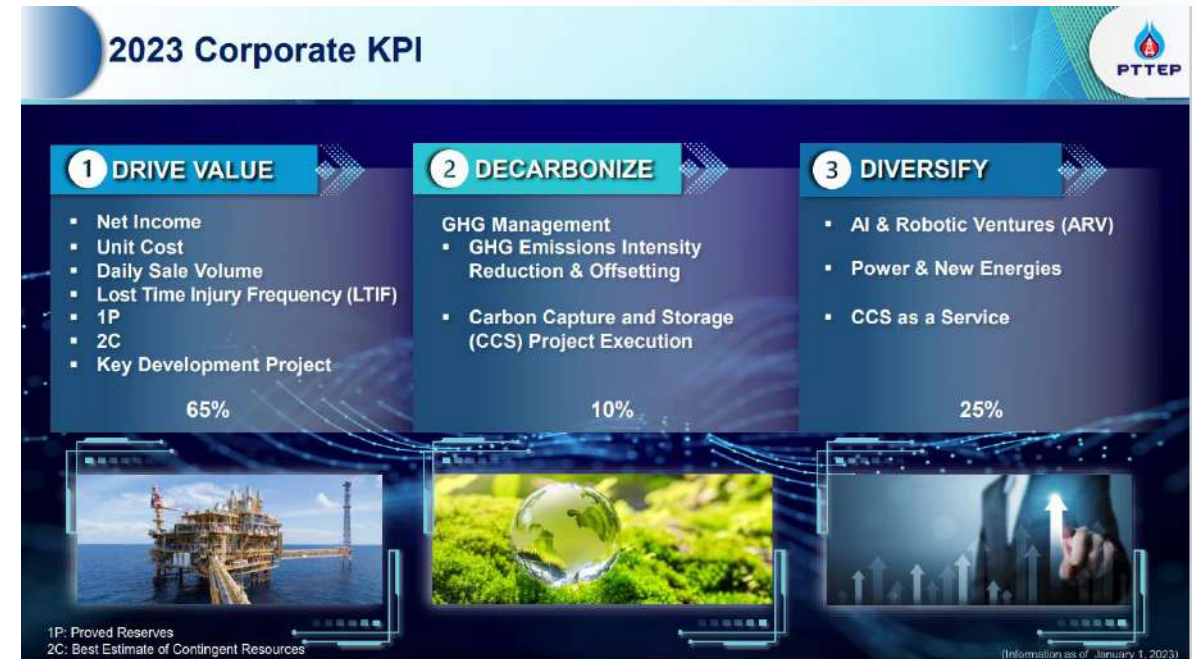 2023 Corporate KPI
PTTEP
1 DRIVE VALUE
▪ Net Income
▪ Unit Cost
▪ Daily Sale Volume
▪ Lost Time Injury Frequency (LTIF)
▪ 1P
▪ 2C
▪ Key Development Project
65%
2 DECARBONIZE
GHG Management
▪ GHG Emissions Intensity
Reduction & Offsetting
▪ Carbon Capture and Storage
(CCS) Project Execution
10%
3 DIVERSIFY
▪ AI & Robotic Ventures (ARV)
▪ Power & New Energies
▪ CCS as a Service
25%
1P: Proved Reserves
2C: Best Estimate of Contingent Resources
(Information as of January 1, 2023)